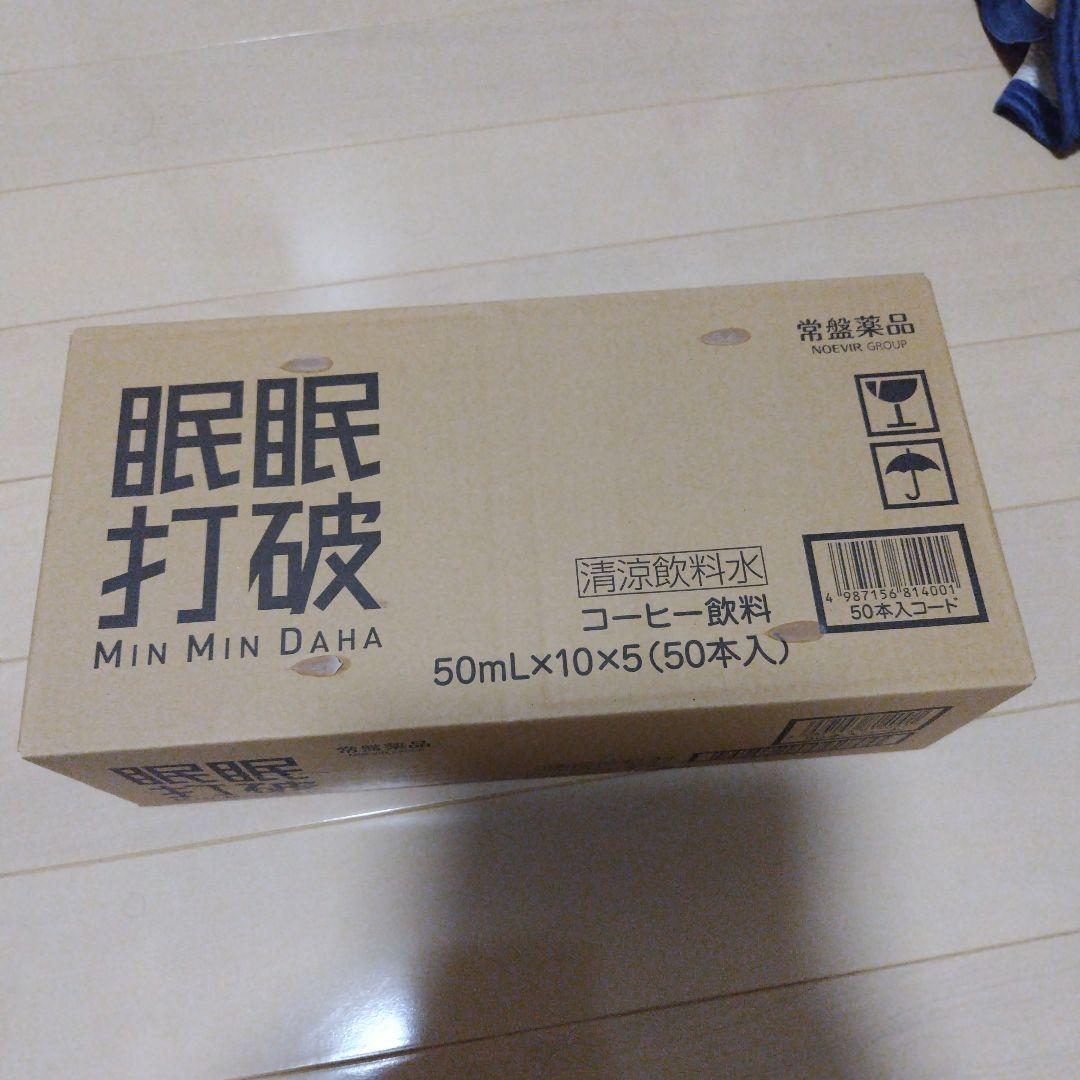 常盤薬品
NOEVIR GROUP
眠眠
打破
MIN MIN DAHA
清涼飲料水
コーヒー飲料
50mL×10×5(50本入)
4 987156 814001
50本入コード
常盤薬品
眠眠
打破